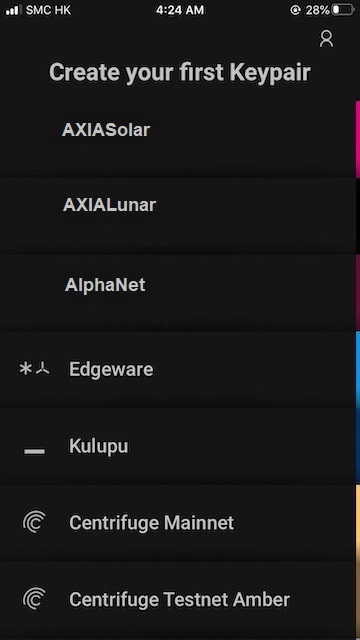 SMC HK 4:24 AM 28%
Create your first Keypair
AXIASolar
AXIALunar
AlphaNet
Edgeware
Kulupu
Centrifuge Mainnet
Centrifuge Testnet Amber